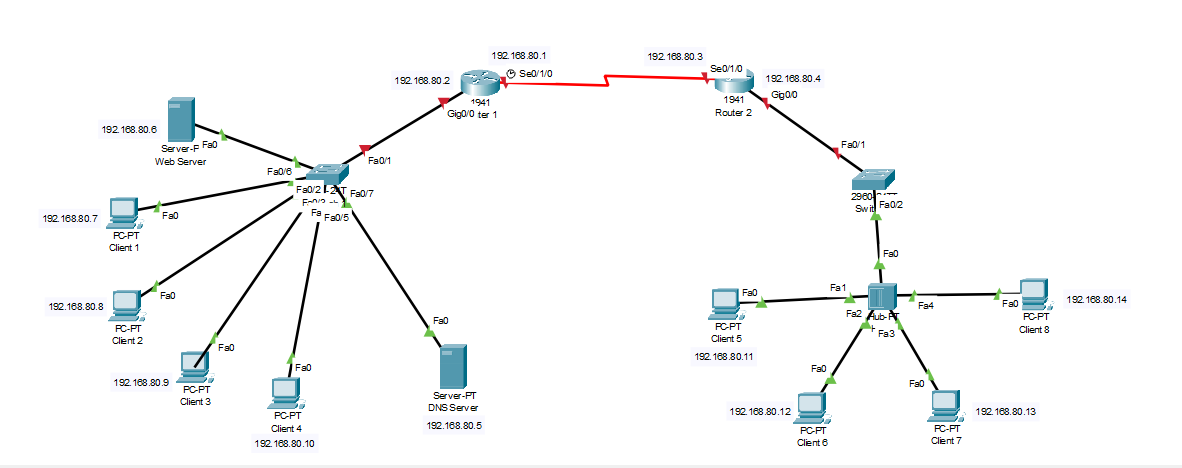 192.168.80.1
192.168.80.3
Se0/1/0
Se0/1/0
192.168.80.2
192.168.80.4
1941
Gig0/0
ter 1
1941
Router 2
Gig0/0
192.168.80.6
Fa0
Server-P
Web Server
Fa0/1
Fa0/1
Fa0/6
Fa0/2
Fa0/7
Fa
Fa0/5
2960
Swit
Fa0/2
192.168.80.7
Fa0
PC-PT
Client 1
Fa0
192.168.80.8
Fa0
PC-PT
Client 2
Fa1
Fa2
Hub-PT
Fa3
Fa4
Fa0
PC-PT
Client 5
192.168.80.11
Fa0
PC-PT
Client 8
192.168.80.14
Fa0
192.168.80.9
PC-PT
Client 3
Fa0
PC-PT
Client 4
192.168.80.10
Fa0
Server-PT
DNS Server
192.168.80.5
Fa0
192.168.80.12
PC-PT
Client 6
Fa0
PC-PT
Client 7
192.168.80.13